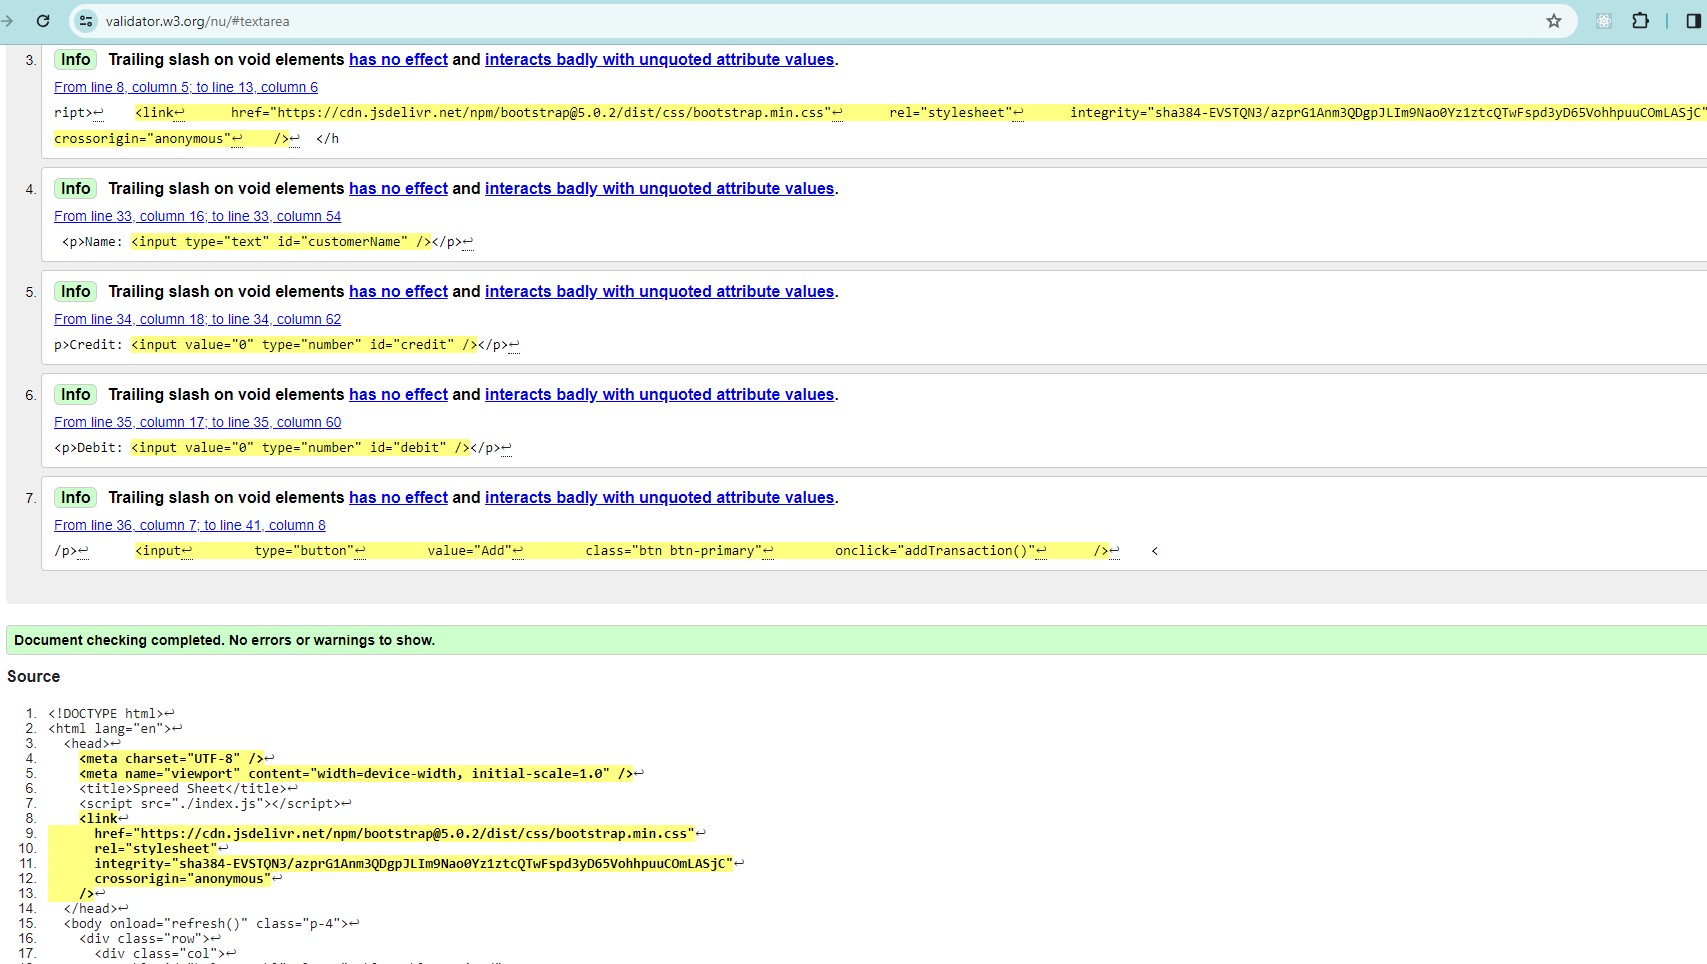 validator.w3.org/nu/#textarea
3. Info Trailing slash on void elements has no effect and interacts badly with unquoted attribute values.
From line 8, column 5; to line 13, column 6
ript>↩ <link↩ href="https://cdn.jsdelivr.net/npm/bootstrap@5.0.2/dist/css/bootstrap.min.css"↩ rel="stylesheet"↩ integrity="sha384-EVSTQN3/azprG1Anm3QDgpJLIm9Nao0Yz1ztcQTwFspd3yD65VohhpuuCOmLASjC"
crossorigin="anonymous"↩ />↩ </h
4. Info Trailing slash on void elements has no effect and interacts badly with unquoted attribute values.
From line 33, column 16; to line 33, column 54
<p>Name: <input type="text" id="customerName" /></p>↩
5. Info Trailing slash on void elements has no effect and interacts badly with unquoted attribute values.
From line 34, column 18; to line 34, column 62
p>Credit: <input value="0" type="number" id="credit" /></p>↩
6. Info Trailing slash on void elements has no effect and interacts badly with unquoted attribute values.
From line 35, column 17; to line 35, column 60
<p>Debit: <input value="0" type="number" id="debit" /></p>↩
7. Info Trailing slash on void elements has no effect and interacts badly with unquoted attribute values.
From line 36, column 7; to line 41, column 8
/p>↩ <input↩ type="button"↩ value="Add"↩ class="btn btn-primary"↩ onclick="addTransaction()"↩ />↩ <
Document checking completed. No errors or warnings to show.
Source
1. <!DOCTYPE html>↩
2. <html lang="en">↩
3. <head>↩
4. <meta charset="UTF-8" />↩
5. <meta name="viewport" content="width=device-width, initial-scale=1.0" />↩
6. <title>Spreed Sheet</title>↩
7. <script src="./index.js"></script>↩
8. <link↩
9. href="https://cdn.jsdelivr.net/npm/bootstrap@5.0.2/dist/css/bootstrap.min.css"↩
10. rel="stylesheet"↩
11. integrity="sha384-EVSTQN3/azprG1Anm3QDgpJLIm9Nao0Yz1ztcQTwFspd3yD65VohhpuuCOmLASjC"↩
12. crossorigin="anonymous"↩
13. />↩
14. </head>↩
15. <body onload="refresh()" class="p-4">↩
16. <div class="row">↩
17. <div class="col">↩